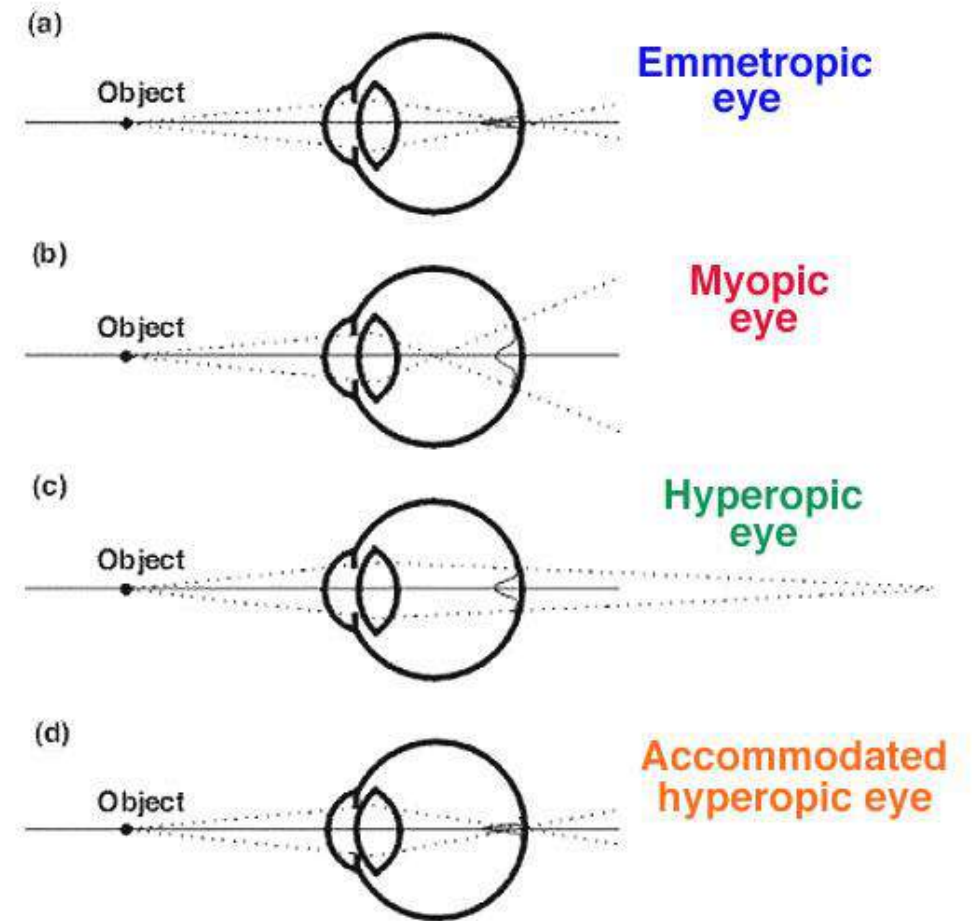 (a)
Object
Emmetropic
eye
(b)
Object
Myopic
eye
(c)
Object
Hyperopic
eye
(d)
Object
Accommodated
hyperopic eye